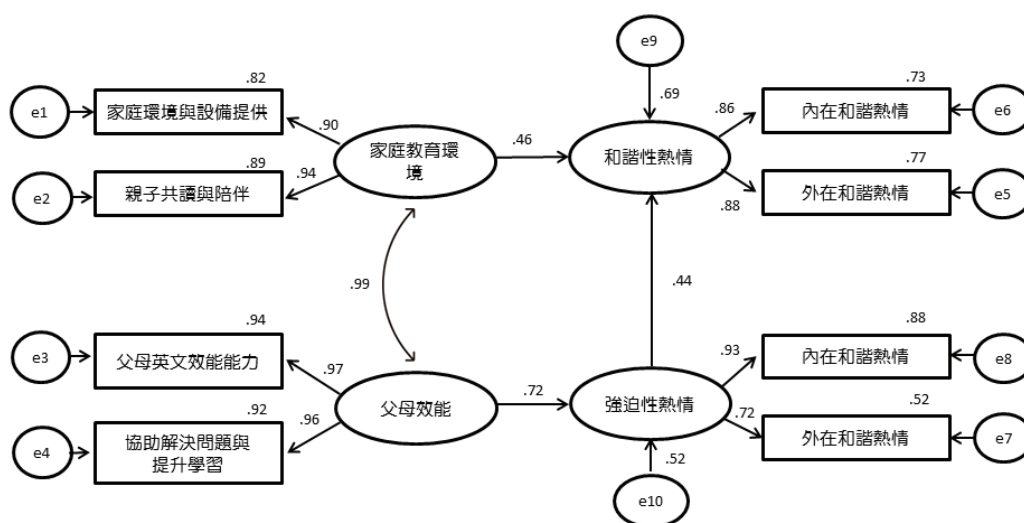 e9
.82
.73
e1
家庭環境與設備提供
.90
.69
.86
內在和諧熱情
e6
家庭教育環
境
.46
和諧性熱情
.89
.94
.77
e2
親子共讀與陪伴
.88
外在和諧熱情
e5
.99
.44
.94
.88
e3
父母英文效能能力
.97
.93
內在和諧熱情
e8
父母效能
.72
強迫性熱情
.92
.96
.72
.52
e4
協助解決問題與
提升學習
外在和諧熱情
e7
.52
e10